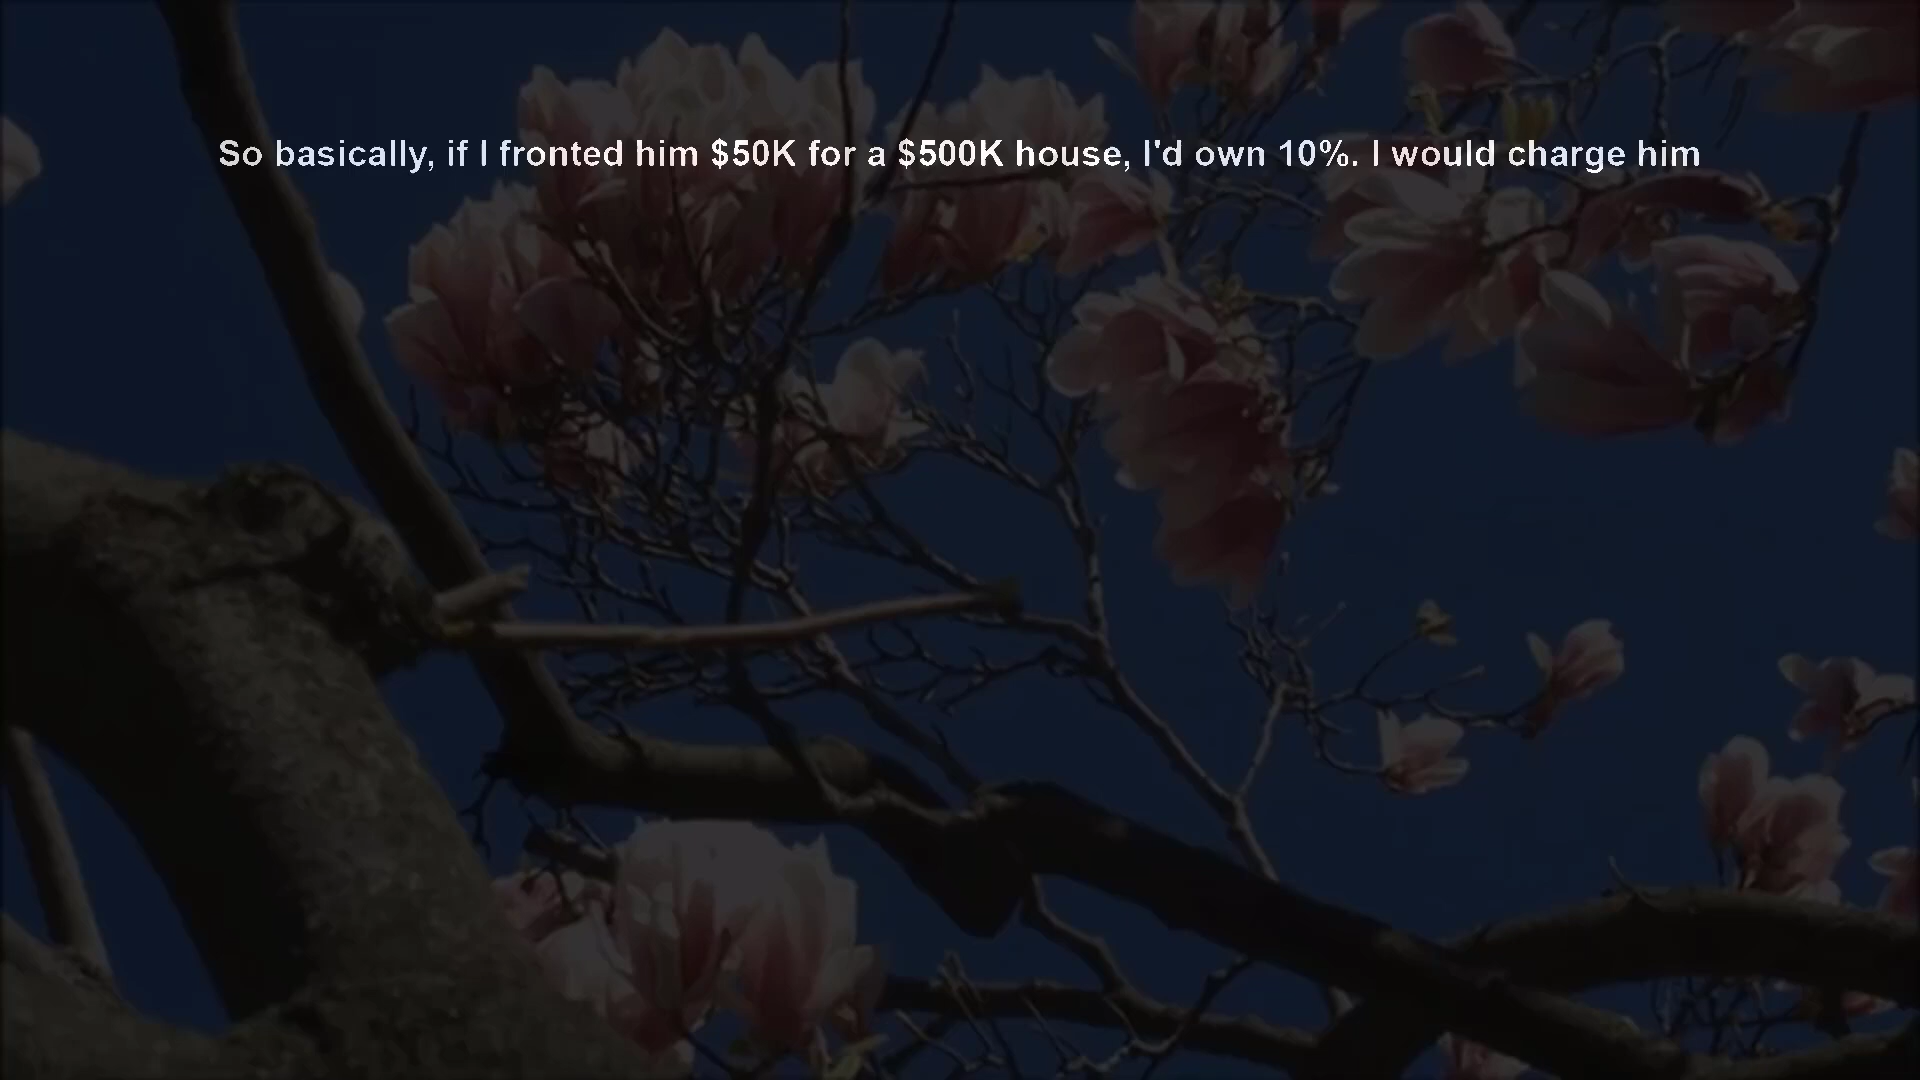 So basically, if I fronted him $50K for a $500K house, I'd own 10%. I would charge him